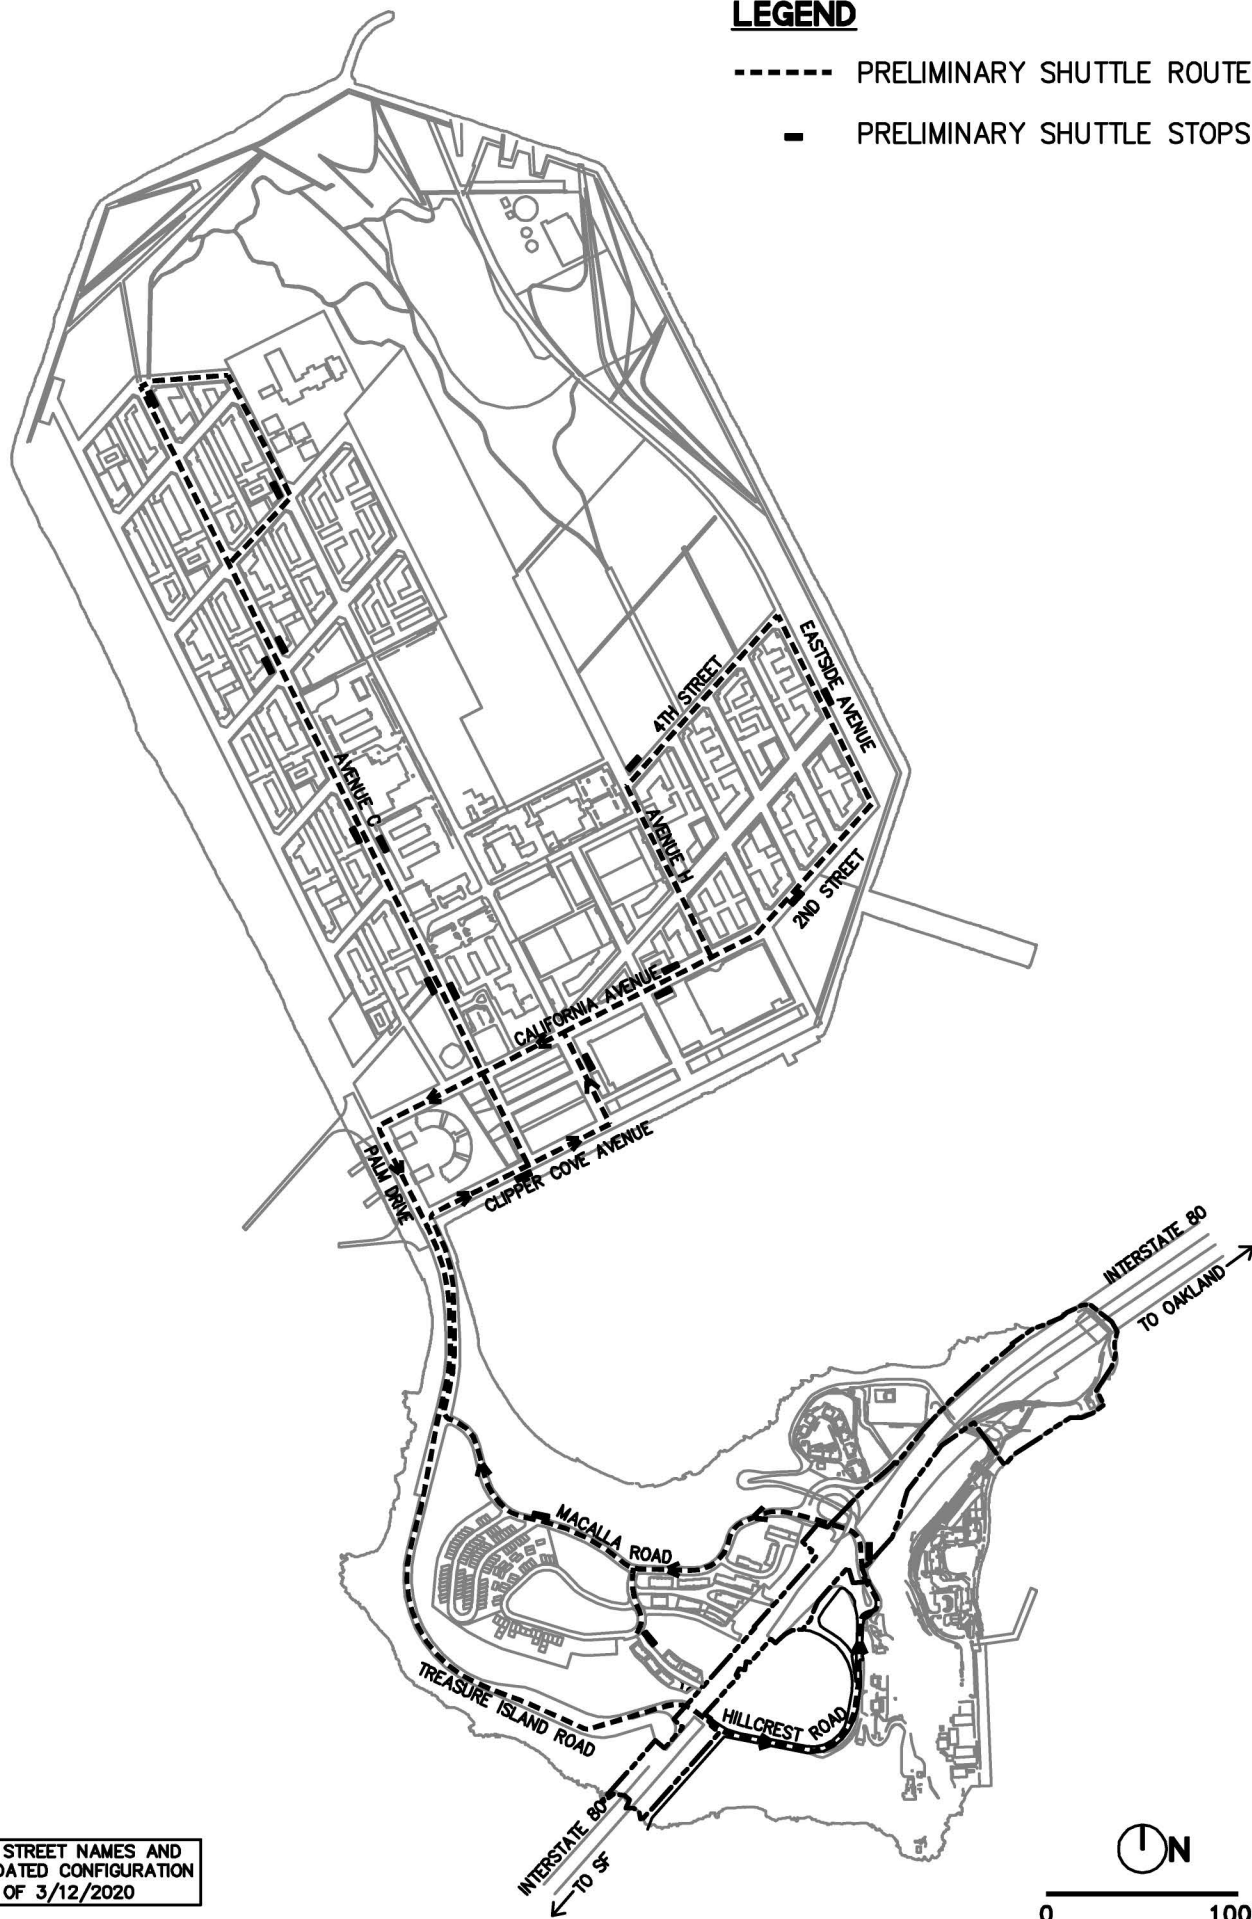 LEGEND
PRELIMINARY SHUTTLE ROUTE
PRELIMINARY SHUTTLE STOPS
EASTSIDE AVENUE
4TH STREET
AVENUE C
AVENUE H
2ND STREET
CALIFORNIA AVENUE
PALM DRIVE
CLIPPER COVE AVENUE
INTERSTATE 80
TO OAKLAND
MACALLA ROAD
TREASURE ISLAND ROAD
HILLCREST ROAD
INTERSTATE 80
TO SF
STREET NAMES AND
DATED CONFIGURATION
OF 3/12/2020
N
0 100